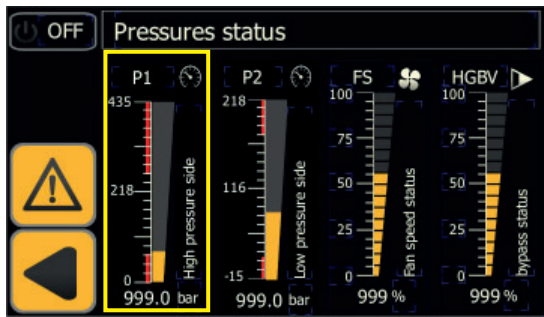 OFF
Pressures status
P1
435
218
0
High pressure side
999.0 bar
P2
218
116
-15
Low pressure side
999.0 bar
FS
100
75
50
25
0
Fan speed status
999 %
HGBV
100
75
50
25
0
bypass status
999 %